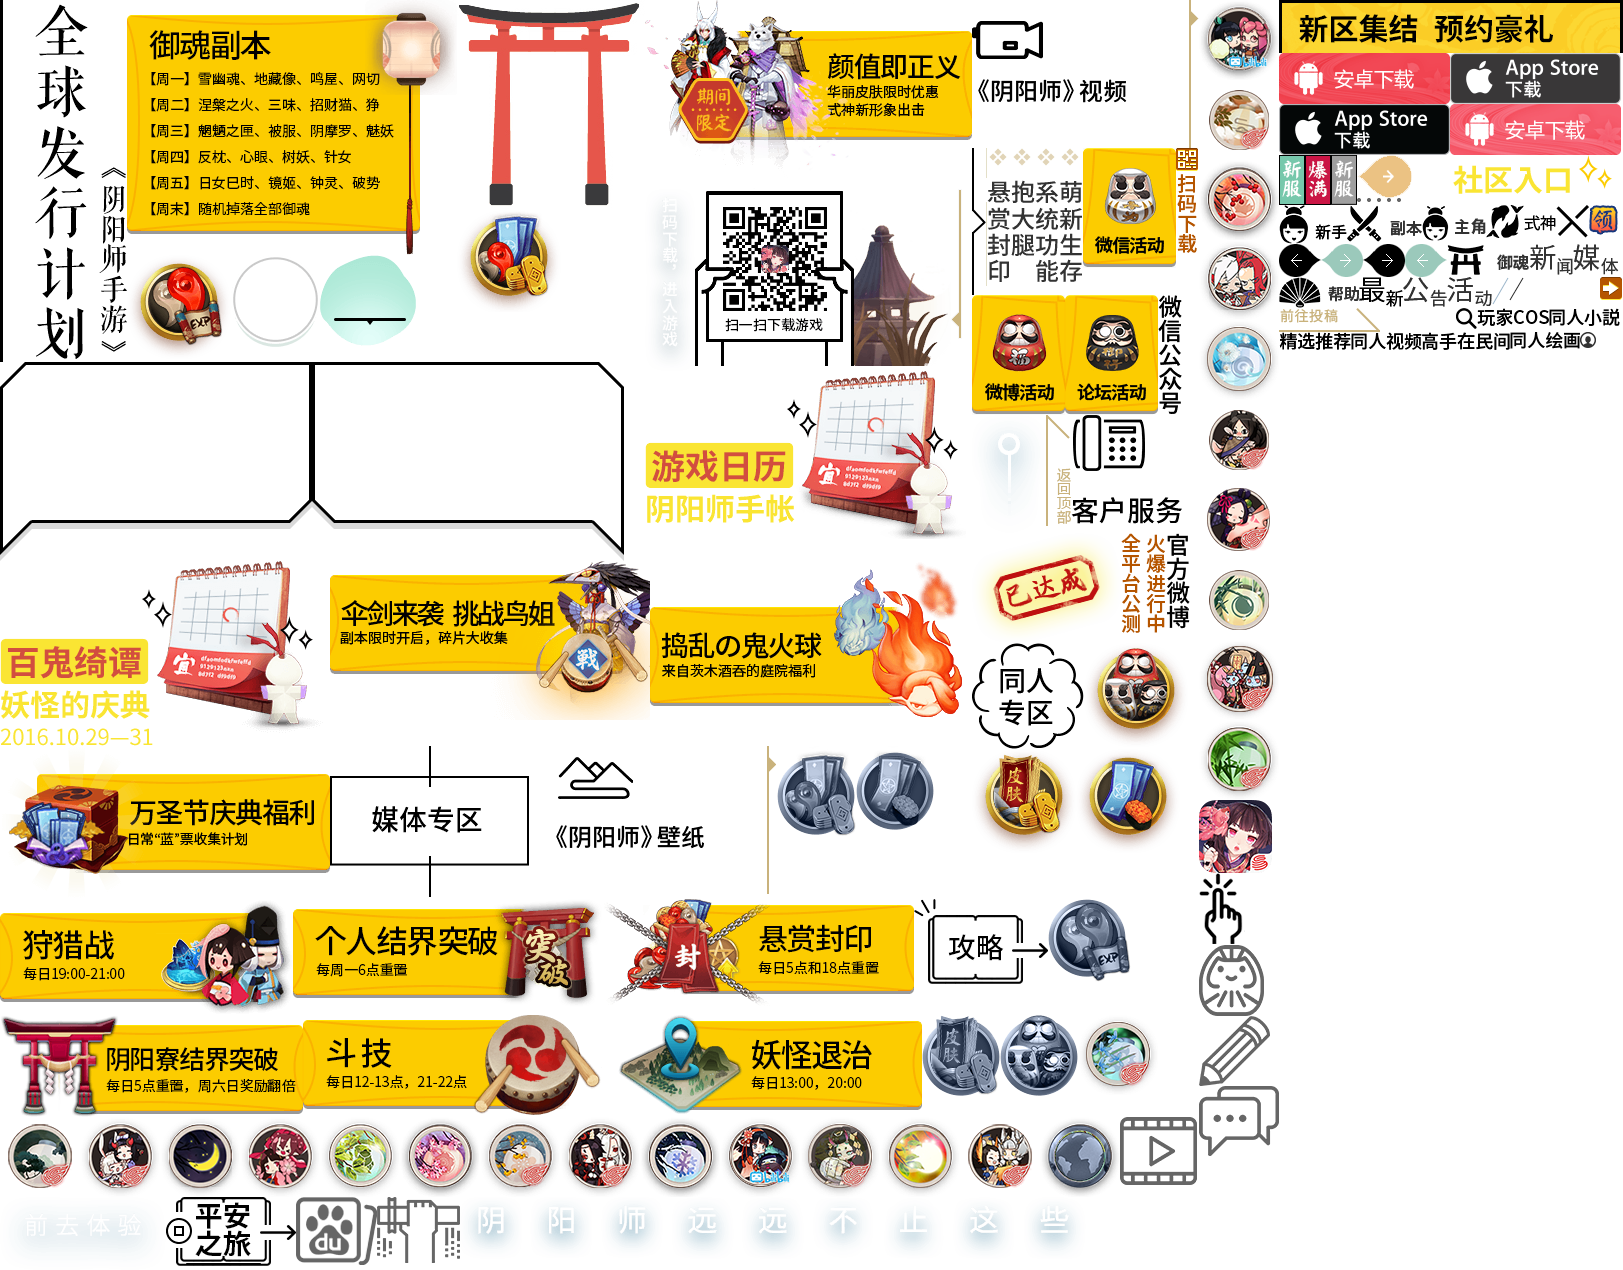 全球发行计划
《阴阳师手游》
御魂副本
【周一】雪幽魂、地藏像、鸣屋、网切
【周二】涅槃之火、三味、招财猫、狰
【周三】魍魉之匣、被服、阴摩罗、魅妖
【周四】反枕、心眼、树妖、针女
【周五】日女巳时、镜姬、钟灵、破势
【周末】随机掉落全部御魂
EXP
期间
限定
颜值即正义
华丽皮肤限时优惠
式神新形象出击
《阴阳师》视频
扫码下载，进入游戏
扫一扫下载游戏
悬赏封印
抱大腿
系统功能
萌新生存
微信活动
扫码下载
微博活动
论坛活动
微信公众号
返回顶部
客户服务
游戏日历
阴阳师手帐
宜
已达成
全平台公测
火爆进行中
官方微博
百鬼绮谭
妖怪的庆典
2016.10.29—31
宜
伞剑来袭 挑战鸟姐
副本限时开启，碎片大收集
戦
捣乱の鬼火球
来自茨木酒吞的庭院福利
同人
专区
万圣节庆典福利
日常“蓝”票收集计划
媒体专区
《阴阳师》壁纸
皮肤
狩猎战
每日19:00-21:00
个人结界突破
每周一6点重置
突破
封
悬赏封印
每日5点和18点重置
攻略
EXP
阴阳寮结界突破
每日5点重置，周六日奖励翻倍
斗技
每日12-13点，21-22点
妖怪退治
每日13:00，20:00
皮肤
前去体验
平安
之旅
du
阴阳师远远不止这些
新区集结 预约豪礼
安卓下载
App Store
下载
App Store
下载
安卓下载
新服
爆满
新服
社区入口
新手
副本
主角
式神
领
御魂
新闻
媒体
帮助
最新
公告
活动
前往投稿
玩家COS同人小説
精选推荐同人视频高手在民间同人绘画